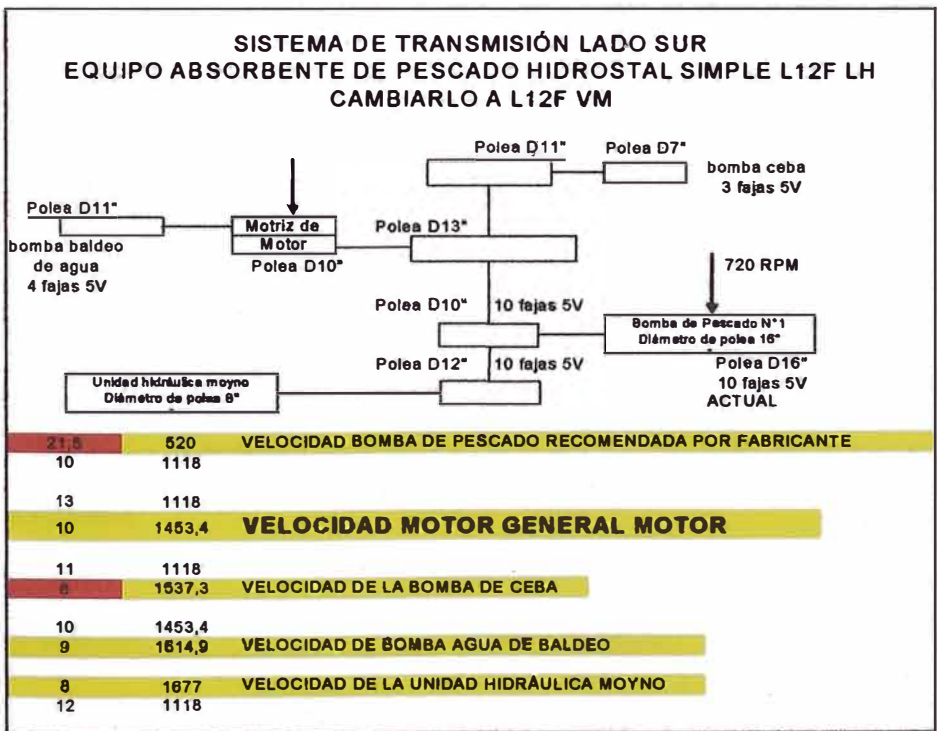 SISTEMA DE TRANSMISIÓN LADO SUR
EQUIPO ABSORBENTE DE PESCADO HIDROSTAL SIMPLE L12F LH
CAMBIARLO A L12F VM
Polea D11"
Polea D7"
bomba ceba
3 fajas 5V
Polea D11"
bomba baldeo
de agua
4 fajas 5V
Motriz de
Motor
Polea D10"
Polea D13"
720 RPM
Polea D10"
10 fajas 5V
Bomba de Pescado N°1
Diámetro de polea 16"
Polea D12"
10 fajas 5V
Polea D16"
10 fajas 5V
ACTUAL
Unidad hidráulica moyno
Diámetro de polea 8"
21,5 520 VELOCIDAD BOMBA DE PESCADO RECOMENDADA POR FABRICANTE
10 1118
13 1118
10 1453,4 VELOCIDAD MOTOR GENERAL MOTOR
11 1118
8 1537,3 VELOCIDAD DE LA BOMBA DE CEBA
10 1453,4
9 1614,9 VELOCIDAD DE BOMBA AGUA DE BALDEO
8 1677 VELOCIDAD DE LA UNIDAD HIDRÁULICA MOYNO
12 1118